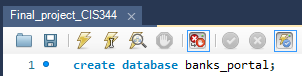 Final_project_CIS344
1 create database banks_portal;